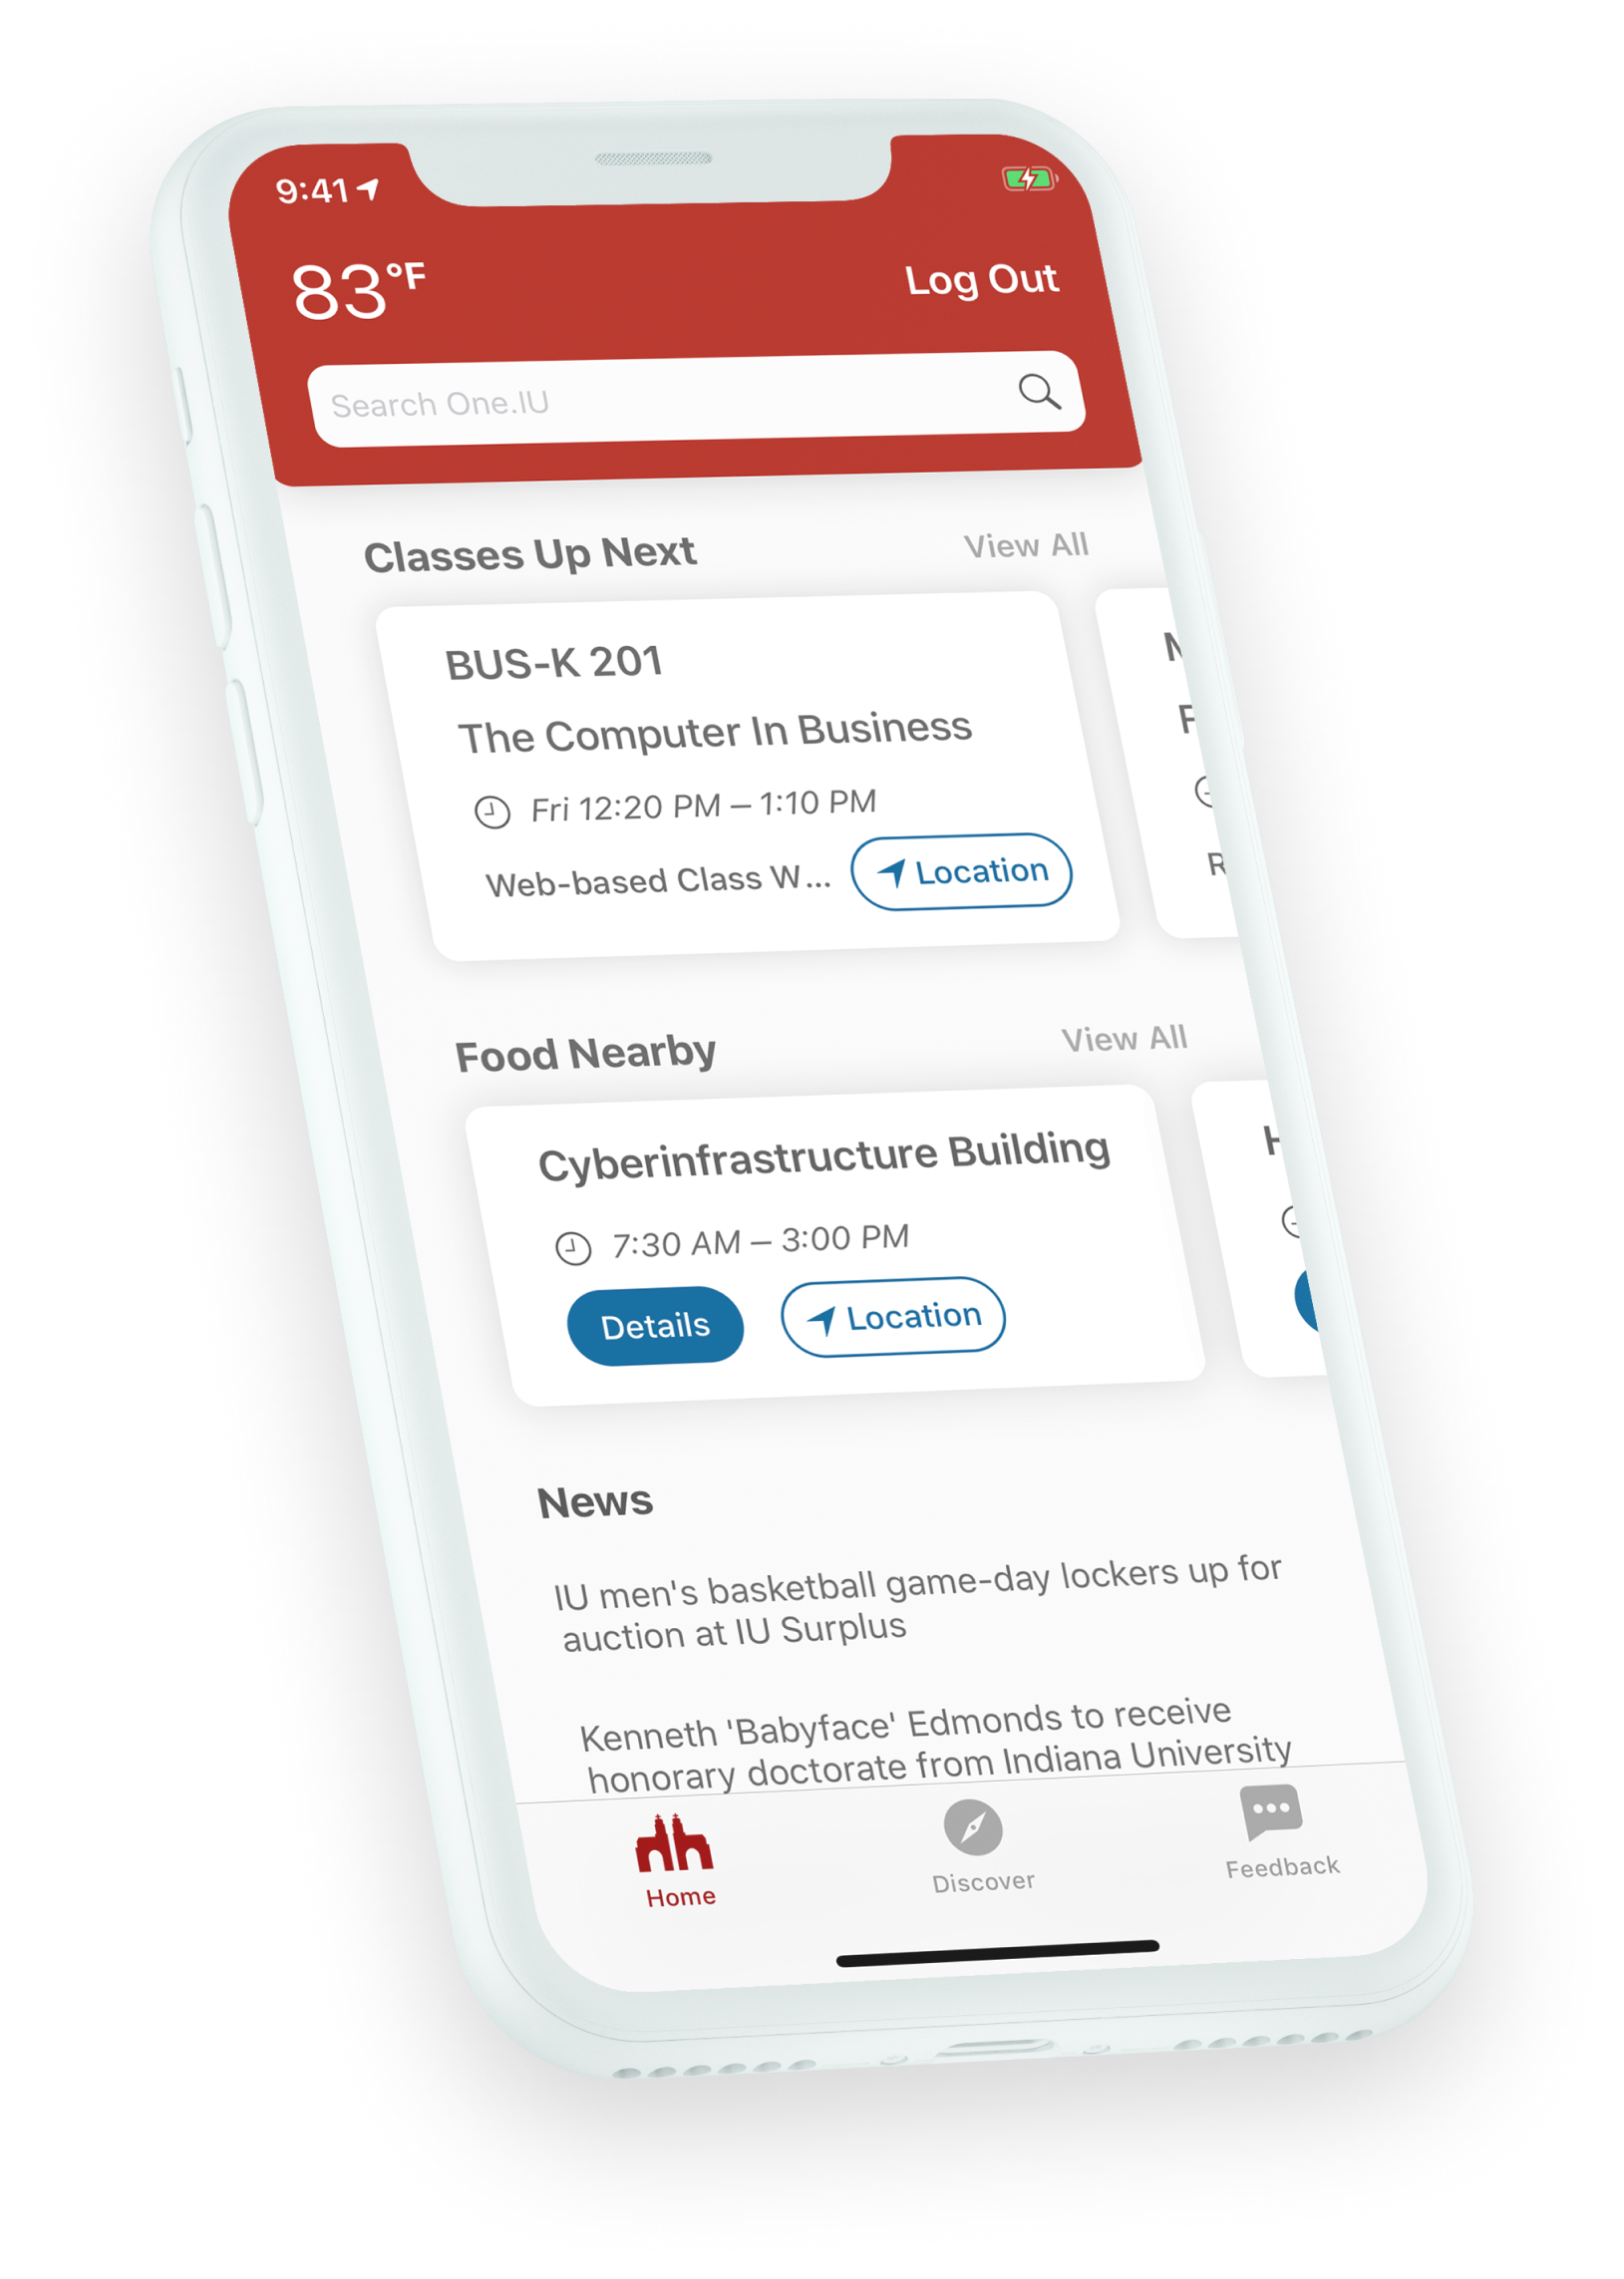 9:41
83°F
Log Out
Search One.IU
Classes Up Next
View All
BUS-K 201
The Computer In Business
Fri 12:20 PM – 1:10 PM
Web-based Class W...
Location
Food Nearby
View All
Cyberinfrastructure Building
7:30 AM – 3:00 PM
Details
Location
News
IU men's basketball game-day lockers up for
auction at IU Surplus
Kenneth 'Babyface' Edmonds to receive
honorary doctorate from Indiana University
Home
Discover
Feedback